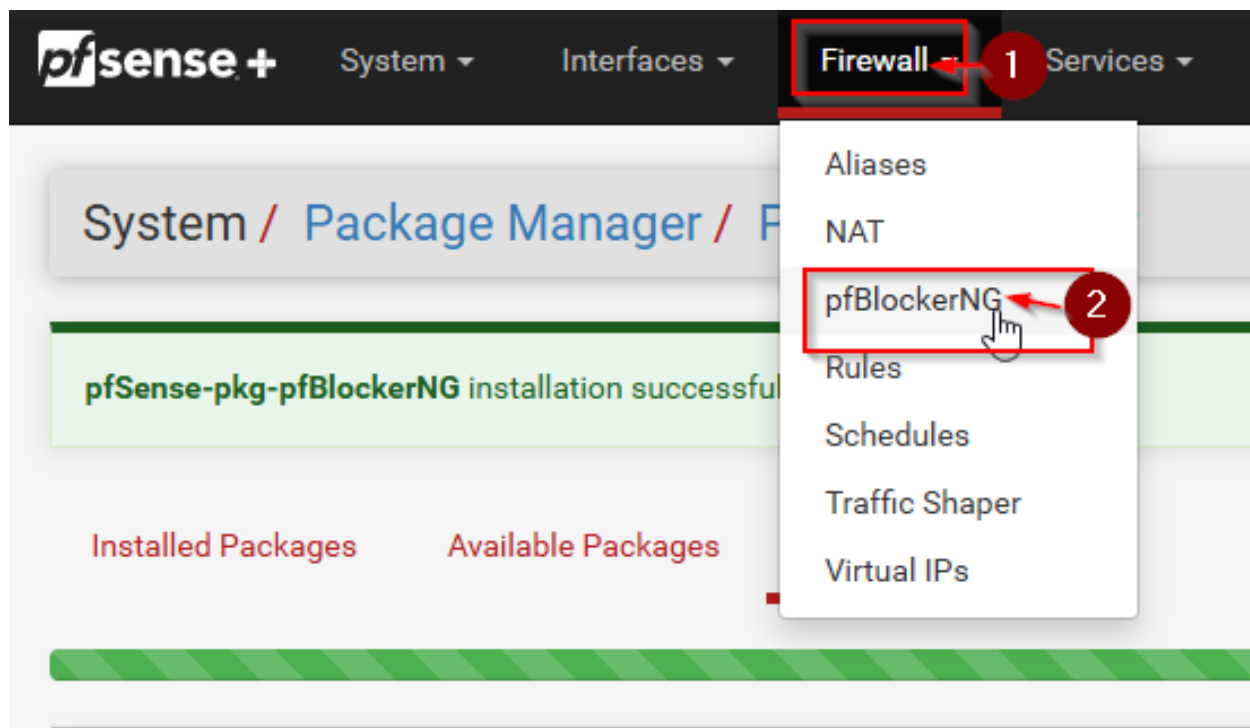 pfsense+ System Interfaces Firewall 1 Services
Aliases
System / Package Manager /
NAT
pfBlockerNG 2
pfSense-pkg-pfBlockerNG installation
Rules
Schedules
Installed Packages Available Packages
Traffic Shaper
Virtual IPs